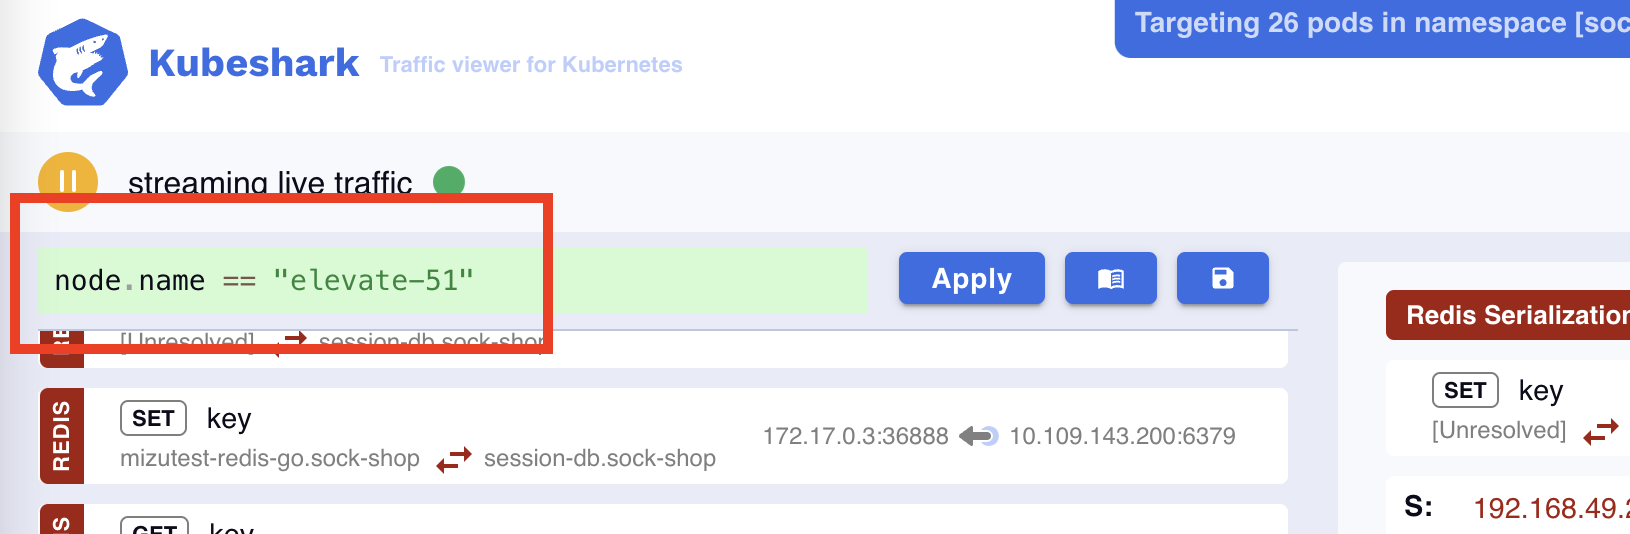 Targeting 26 pods in namespace [soc
Kubeshark
Traffic viewer for Kubernetes
streaming live traffic
node.name == "elevate-51"
Apply
Redis Serialization
[Unresolved] session-db.sock-shop
REDIS
SET key
172.17.0.3:36888 10.109.143.200:6379
mizutest-redis-go.sock-shop session-db.sock-shop
SET key
[Unresolved]
GET key
S: 192.168.49.2